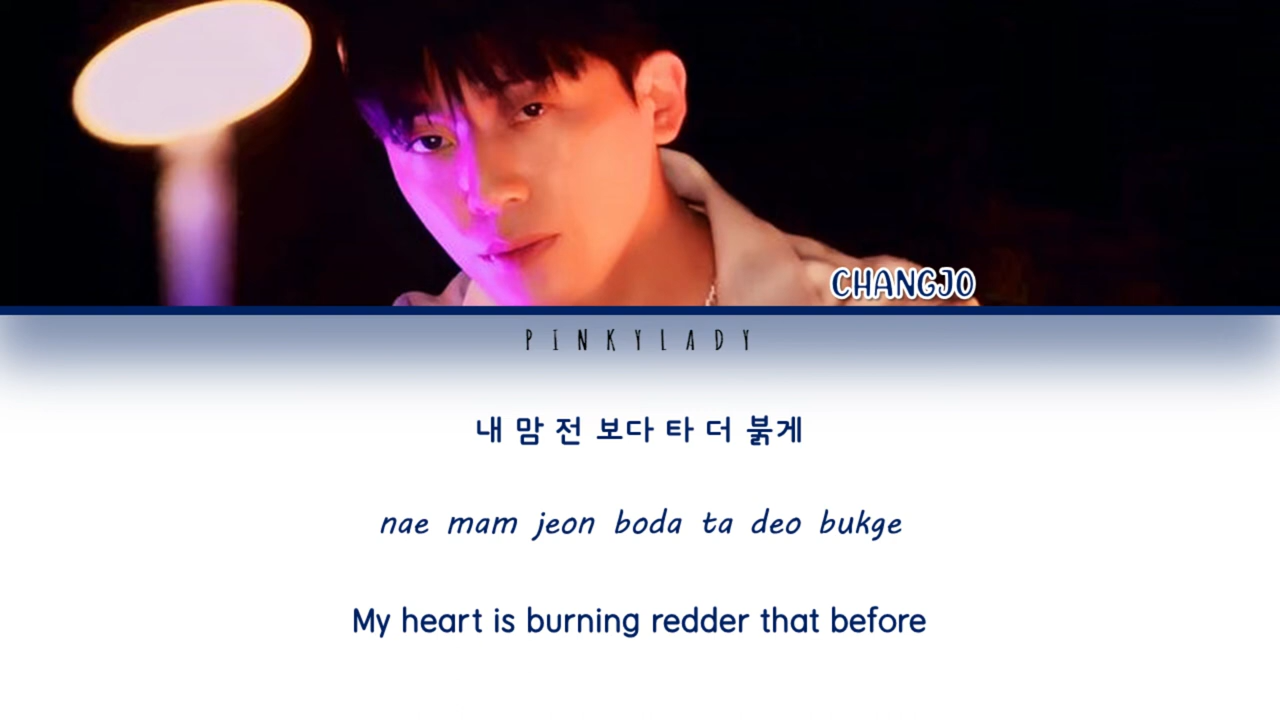 CHANGJO
PINKYLADY
내 맘 전 보다 타 더 붉게
nae mam jeon boda ta deo bukge
My heart is burning redder that before